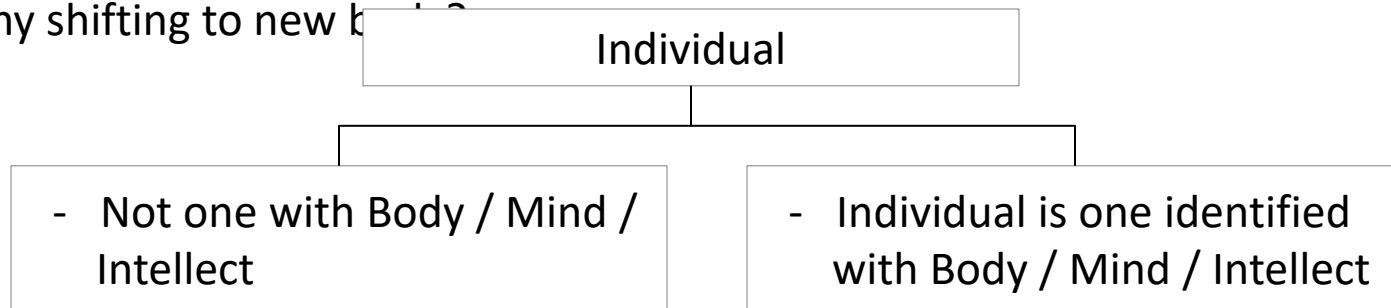 shifting to new
Individual
- Not one with Body / Mind /
Intellect
- Individual is one identified
with Body / Mind / Intellect